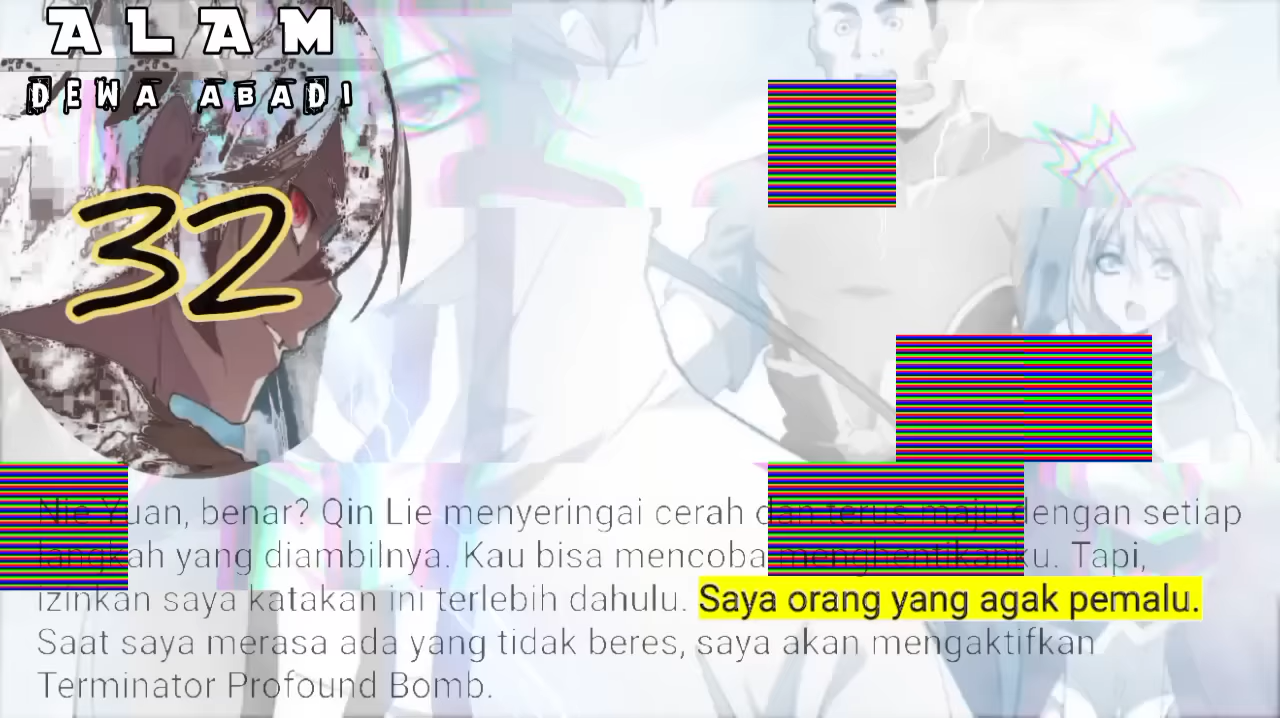 ALAM
DEWA ABADI
32
Nie Yuan, benar? Qin Lie menyeringai cerah dan terus maju dengan setiap
langkah yang diambilnya. Kau bisa mencoba menghentikanku. Tapi,
izinkan saya katakan ini terlebih dahulu. Saya orang yang agak pemalu.
Saat saya merasa ada yang tidak beres, saya akan mengaktifkan
Terminator Profound Bomb.